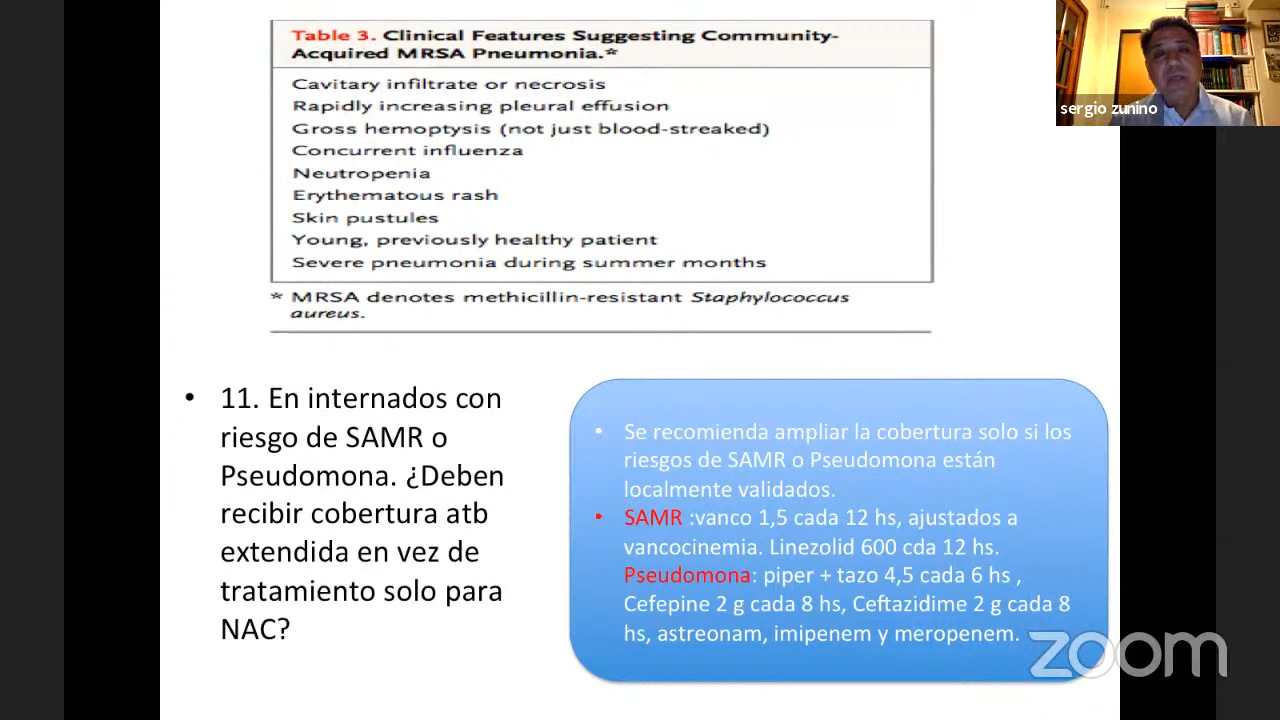 Table 3. Clinical Features Suggesting Community-
Acquired MRSA Pneumonia.*
Cavitary infiltrate or necrosis
Rapidly increasing pleural effusion
Gross hemoptysis (not just blood-streaked)
Concurrent influenza
Neutropenia
Erythematous rash
Skin pustules
Young, previously healthy patient
Severe pneumonia during summer months
* MRSA denotes methicillin-resistant Staphylococcus
aureus.
sergio zunino
• 11. En internados con
riesgo de SAMR o
Pseudomona. ¿Deben
recibir cobertura atb
extendida en vez de
tratamiento solo para
NAC?
• Se recomienda ampliar la cobertura solo si los
riesgos de SAMR o Pseudomona están
localmente validados.
• SAMR :vanco 1,5 cada 12 hs, ajustados a
vancocinemia. Linezolid 600 cda 12 hs.
Pseudomona: piper + tazo 4,5 cada 6 hs ,
Cefepine 2 g cada 8 hs, Ceftazidime 2 g cada 8
hs, astreonam, imipenem y meropenem.
zoom